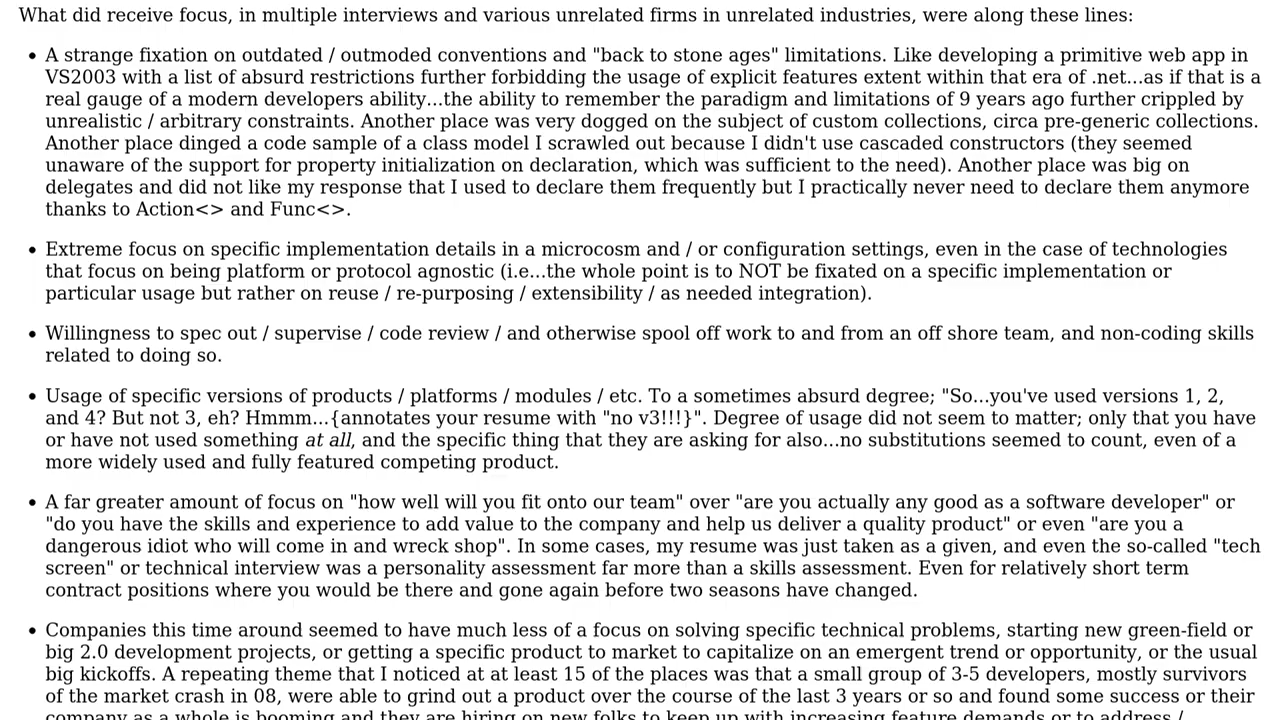 What did receive focus, in multiple interviews and various unrelated firms in unrelated industries, were along these lines:
• A strange fixation on outdated / outmoded conventions and "back to stone ages" limitations. Like developing a primitive web app in
VS2003 with a list of absurd restrictions further forbidding the usage of explicit features extent within that era of .net...as if that is a
real gauge of a modern developers ability...the ability to remember the paradigm and limitations of 9 years ago further crippled by
unrealistic / arbitrary constraints. Another place was very dogged on the subject of custom collections, circa pre-generic collections.
Another place dinged a code sample of a class model I scrawled out because I didn't use cascaded constructors (they seemed
unaware of the support for property initialization on declaration, which was sufficient to the need). Another place was big on
delegates and did not like my response that I used to declare them frequently but I practically never need to declare them anymore
thanks to Action<> and Func<>.
• Extreme focus on specific implementation details in a microcosm and / or configuration settings, even in the case of technologies
that focus on being platform or protocol agnostic (i.e...the whole point is to NOT be fixated on a specific implementation or
particular usage but rather on reuse / re-purposing / extensibility / as needed integration).
• Willingness to spec out / supervise / code review / and otherwise spool off work to and from an off shore team, and non-coding skills
related to doing so.
• Usage of specific versions of products / platforms / modules / etc. To a sometimes absurd degree; "So...you've used versions 1, 2,
and 4? But not 3, eh? Hmmm...{annotates your resume with "no v3!!!}". Degree of usage did not seem to matter; only that you have
or have not used something at all, and the specific thing that they are asking for also...no substitutions seemed to count, even of a
more widely used and fully featured competing product.
• A far greater amount of focus on "how well will you fit onto our team" over "are you actually any good as a software developer" or
"do you have the skills and experience to add value to the company and help us deliver a quality product" or even "are you a
dangerous idiot who will come in and wreck shop". In some cases, my resume was just taken as a given, and even the so-called "tech
screen" or technical interview was a personality assessment far more than a skills assessment. Even for relatively short term
contract positions where you would be there and gone again before two seasons have changed.
• Companies this time around seemed to have much less of a focus on solving specific technical problems, starting new green-field or
big 2.0 development projects, or getting a specific product to market to capitalize on an emergent trend or opportunity, or the usual
big kickoffs. A repeating theme that I noticed at at least 15 of the places was that a small group of 3-5 developers, mostly survivors
of the market crash in 08, were able to grind out a product over the course of the last 3 years or so and found some success or their
company as a whole is booming and they are hiring on new folks to keep up with increasing feature demands or to address /